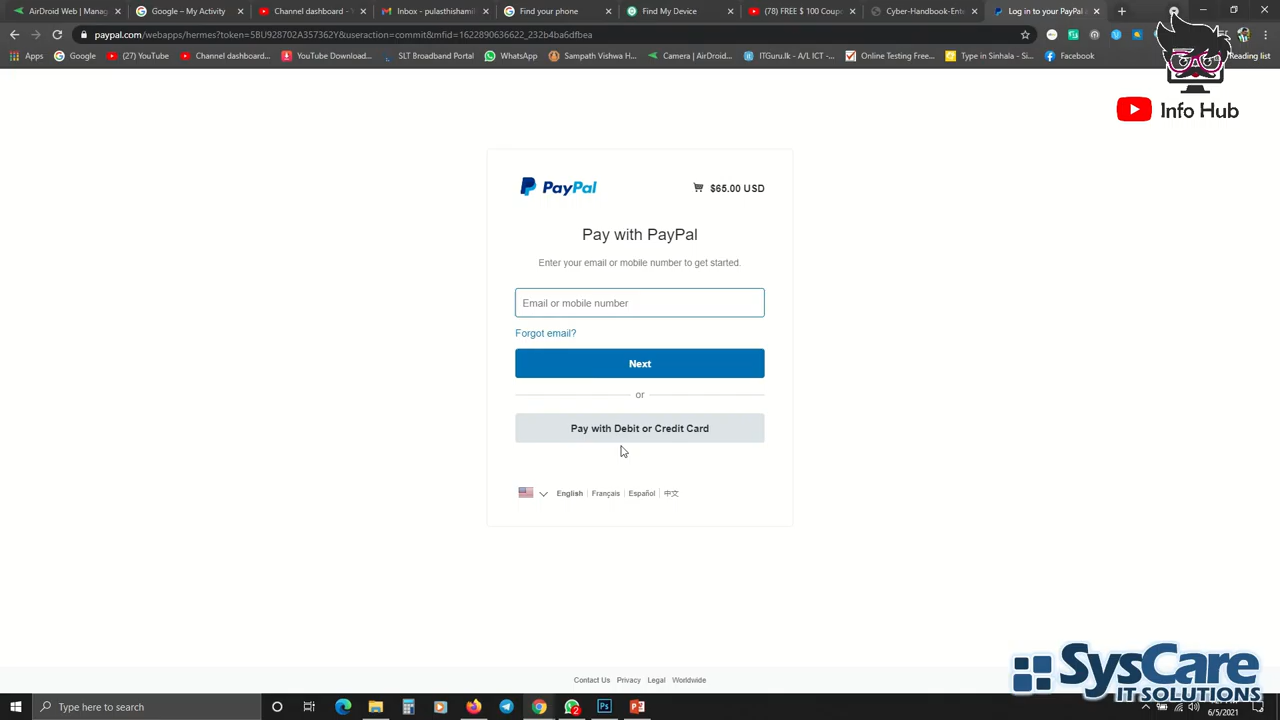 AirDroid Web | Manag
Google – My Activity
Channel dashboard - Y
Inbox - pulasthishamil
Find your phone
Find My Device
(78) FREE $ 100 Coup
Cyber-Handbook-Ente
Log in to your PayPal a
paypal.com/webapps/hermes?token=5BU928702A357362Y&useraction=commit&mfid=1622890636622_232b4a6dfbea
Apps
Google
(27) YouTube
Channel dashboard...
YouTube Download...
SLT Broadband Portal
WhatsApp
Sampath Vishwa H...
Camera | AirDroid...
ITGuru.lk - A/L ICT -...
Online Testing Free...
Type in Sinhala - Si...
Facebook
Reading list
Info Hub
PayPal
$65.00 USD
Pay with PayPal
Enter your email or mobile number to get started.
Email or mobile number
Forgot email?
Next
or
Pay with Debit or Credit Card
English | Français | Español | 中文
Contact Us Privacy Legal Worldwide
SysCare
IT SOLUTIONS
Type here to search
2
6/5/2021